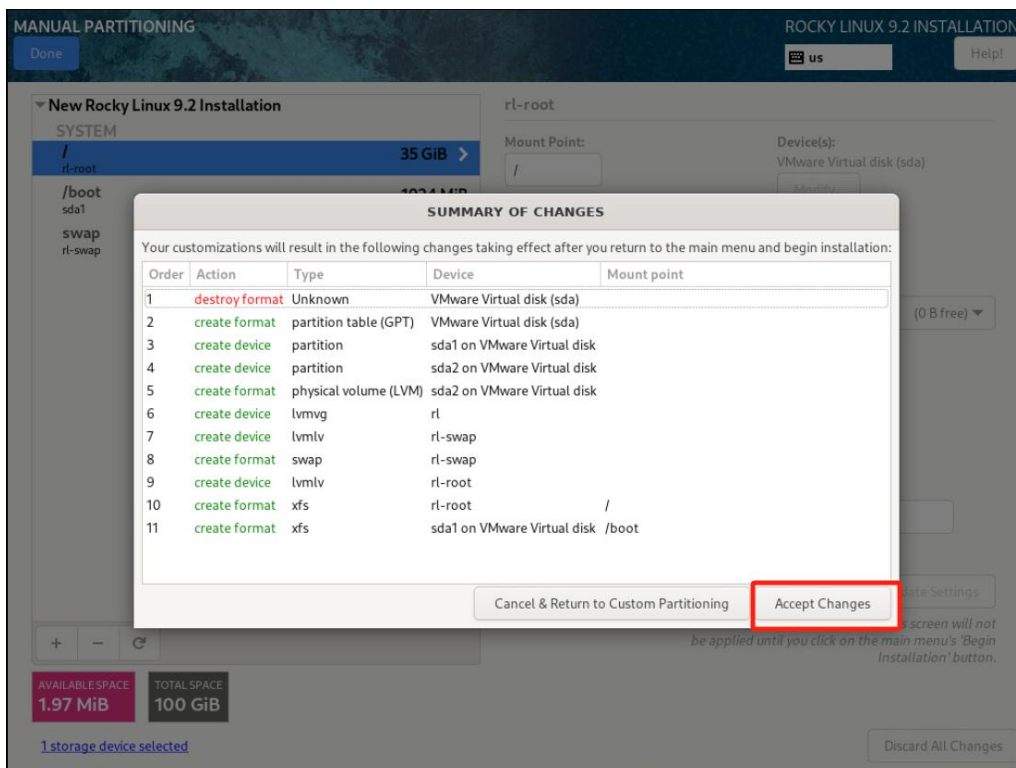 MANUAL PARTITIONING
ROCKY LINUX 9.2 INSTALLATION
Done
us
Help!
New Rocky Linux 9.2 Installation
SYSTEM
/
rl-root
35 GiB
/boot
sda1
1024 MiB
swap
rl-swap
rl-root
Mount Point:
/
Device(s):
VMware Virtual disk (sda)
Modify...
(0 B free)
SUMMARY OF CHANGES
Your customizations will result in the following changes taking effect after you return to the main menu and begin installation:
Order Action Type Device Mount point
1 destroy format Unknown VMware Virtual disk (sda)
2 create format partition table (GPT) VMware Virtual disk (sda)
3 create device partition sda1 on VMware Virtual disk
4 create device partition sda2 on VMware Virtual disk
5 create format physical volume (LVM) sda2 on VMware Virtual disk
6 create device lvmvg rl
7 create device lvmlv rl-swap
8 create format swap rl-swap
9 create device lvmlv rl-root
10 create format xfs rl-root /
11 create format xfs sda1 on VMware Virtual disk /boot
Cancel & Return to Custom Partitioning
Accept Changes
Settings
screen will not
be applied until you click on the main menu's 'Begin
Installation' button.
AVAILABLE SPACE
1.97 MiB
TOTAL SPACE
100 GiB
1 storage device selected
Discard All Changes